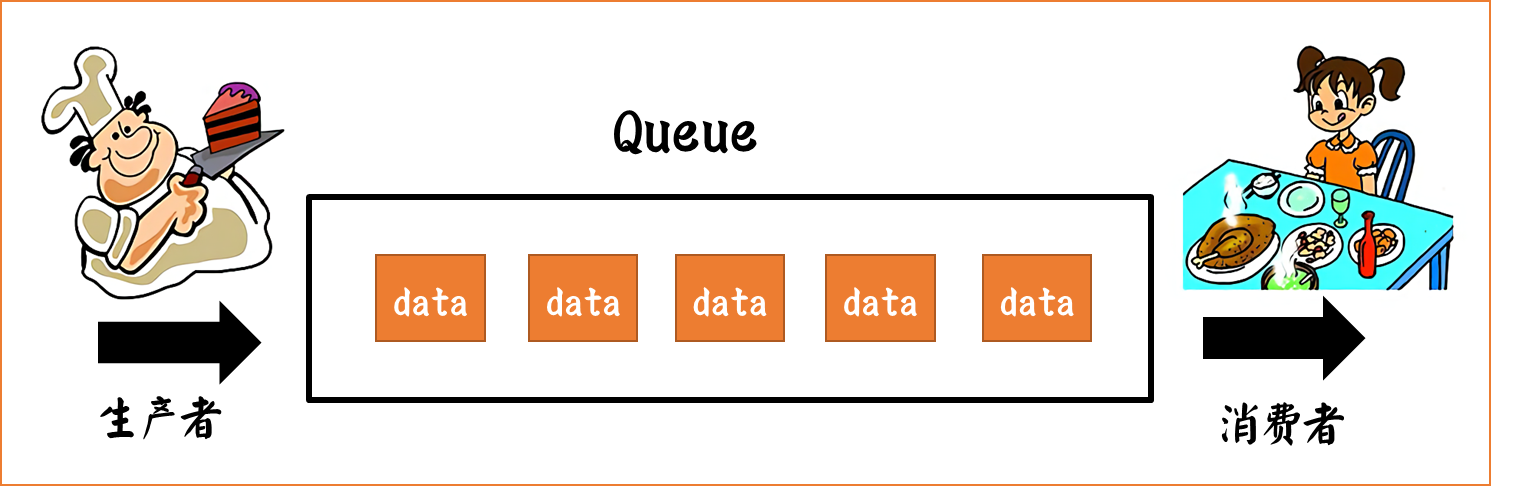 Queue
data data data data data
生产者
消费者